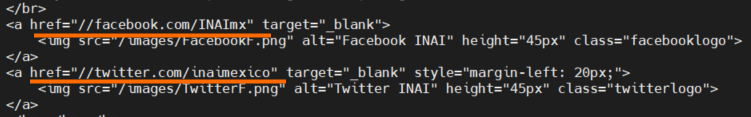 </br>
<a href="//facebook.com/INAImx" target="_blank">
<img src="/images/FacebookF.png" alt="Facebook INAI" height="45px" class="facebooklogo">
</a>
<a href="//twitter.com/inaimexico" target="_blank" style="margin-left: 20px;">
<img src="/images/TwitterF.png" alt="Twitter INAI" height="45px" class="twitterlogo">
</a>